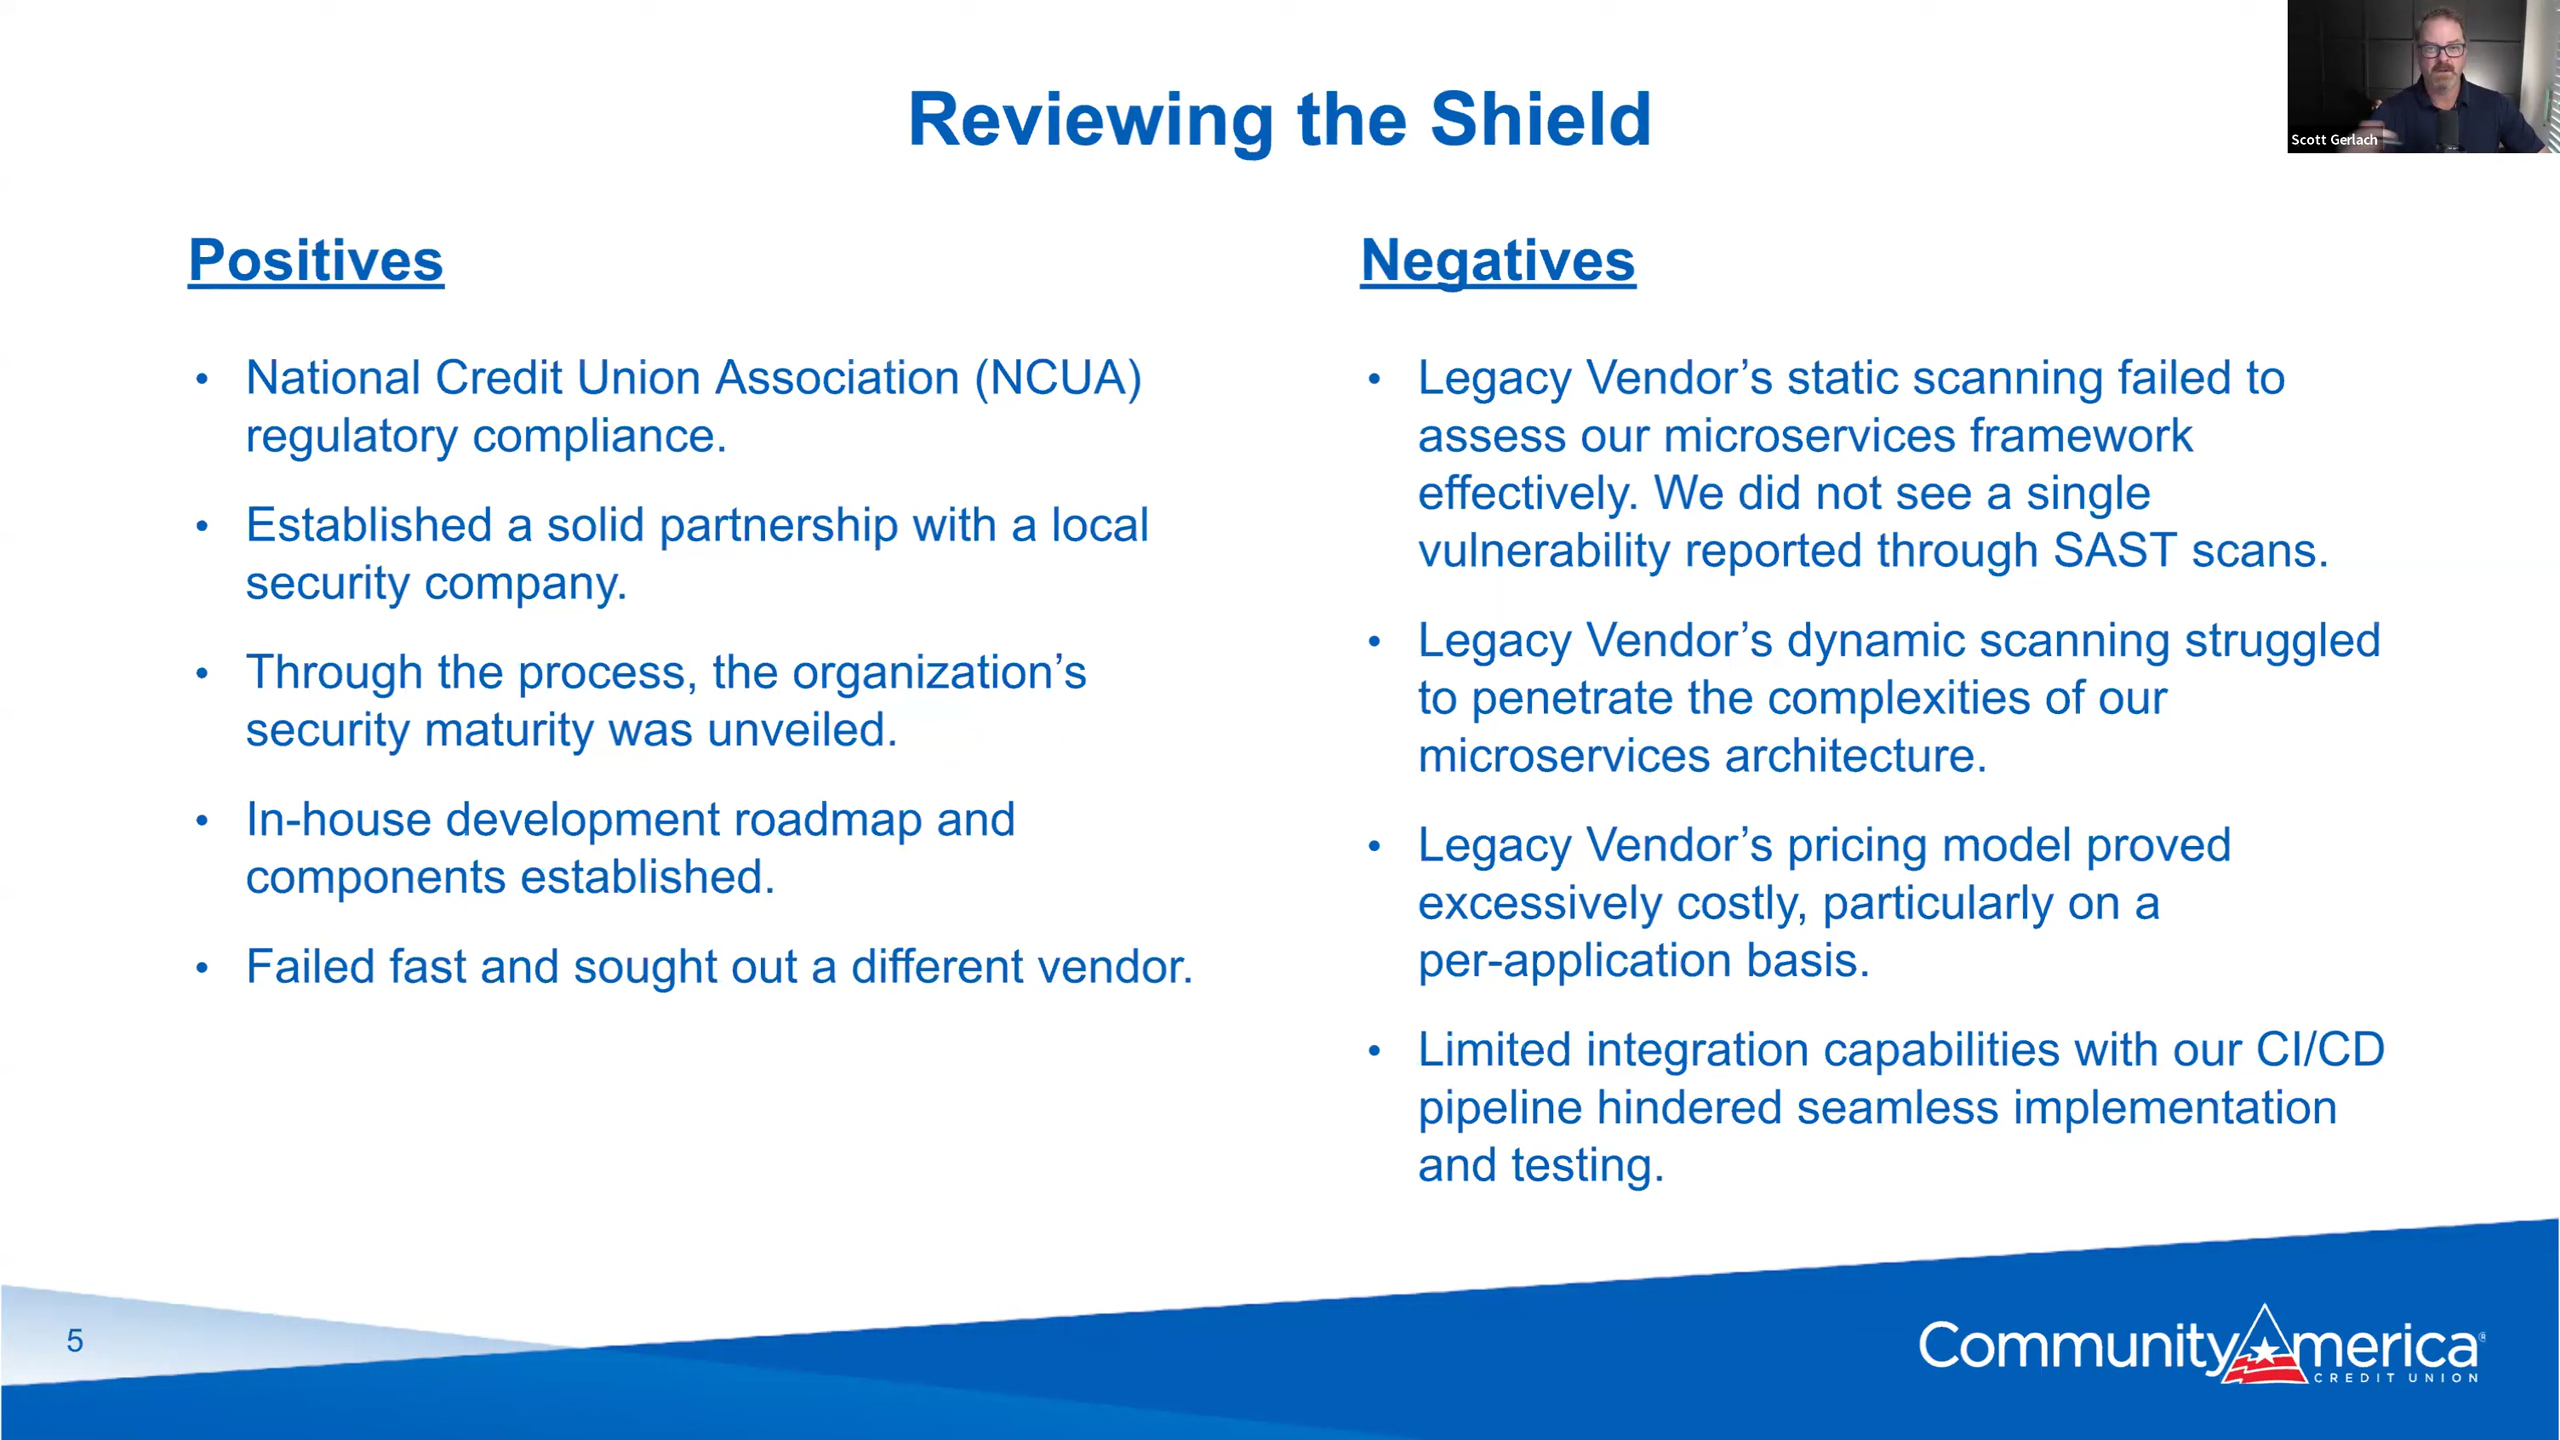 Scott Gerlach
Reviewing the Shield
Positives
• National Credit Union Association (NCUA)
regulatory compliance.
• Established a solid partnership with a local
security company.
• Through the process, the organization’s
security maturity was unveiled.
• In-house development roadmap and
components established.
• Failed fast and sought out a different vendor.
Negatives
• Legacy Vendor’s static scanning failed to
assess our microservices framework
effectively. We did not see a single
vulnerability reported through SAST scans.
• Legacy Vendor’s dynamic scanning struggled
to penetrate the complexities of our
microservices architecture.
• Legacy Vendor’s pricing model proved
excessively costly, particularly on a
per-application basis.
• Limited integration capabilities with our CI/CD
pipeline hindered seamless implementation
and testing.
5
CommunityAmerica®
CREDIT UNION